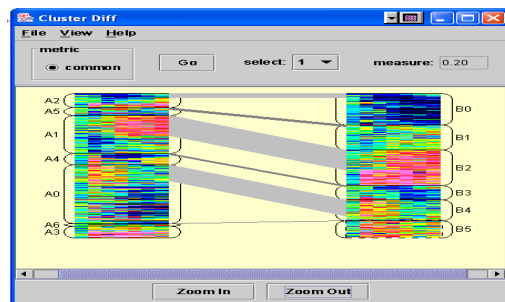 Cluster Diff
File View Help
metric
common
Go
select: 1
measure: 0.20
A2
A5
A1
A4
A0
A6
A3
B0
B1
B2
B3
B4
B5
Zoom In
Zoom Out